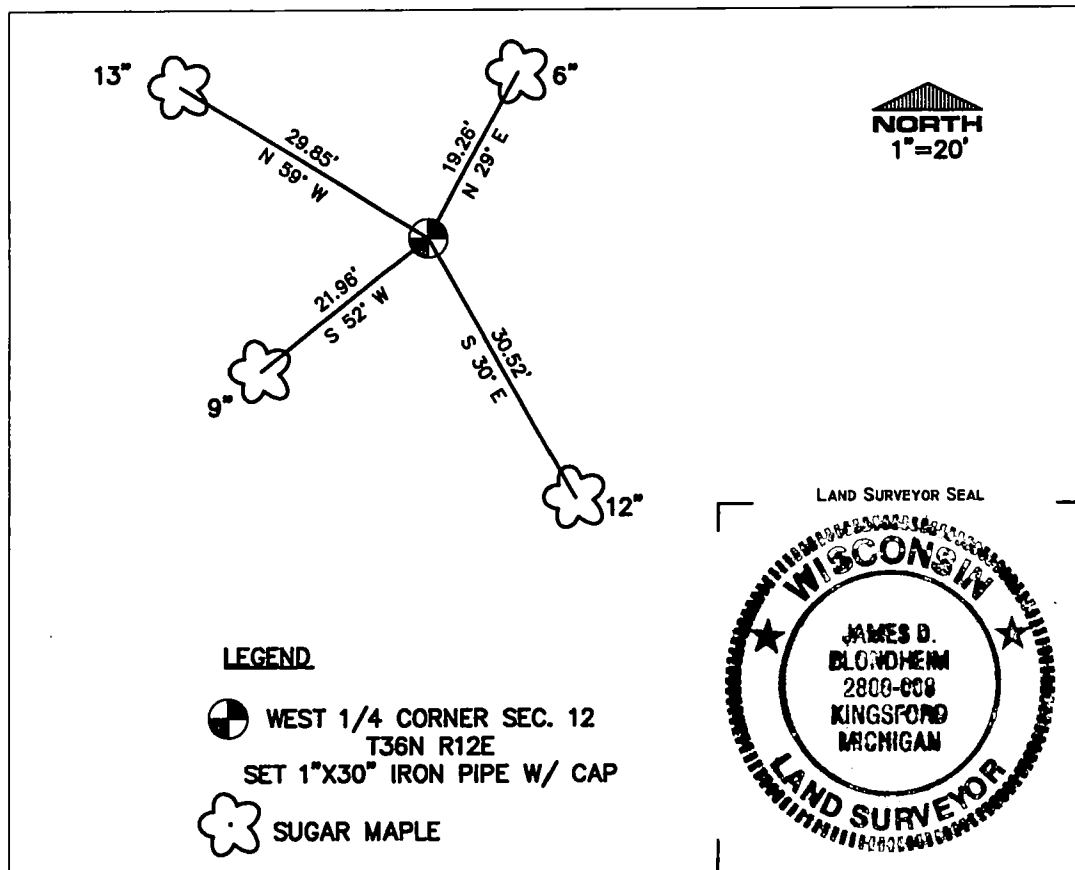 13"
6"
NORTH
1"=20'
29.85'
N 59° W
19.26'
N 29° E
21.96'
S 52° W
30.52'
S 30° E
9"
12"
LAND SURVEYOR SEAL
WISCONSIN
JAMES D.
BLONDHEIM
KINGSFORD
MICHIGAN
LAND SURVEYOR
LEGEND
WEST 1/4 CORNER SEC. 12
T36N R12E
SET 1"X30" IRON PIPE W/ CAP
SUGAR MAPLE